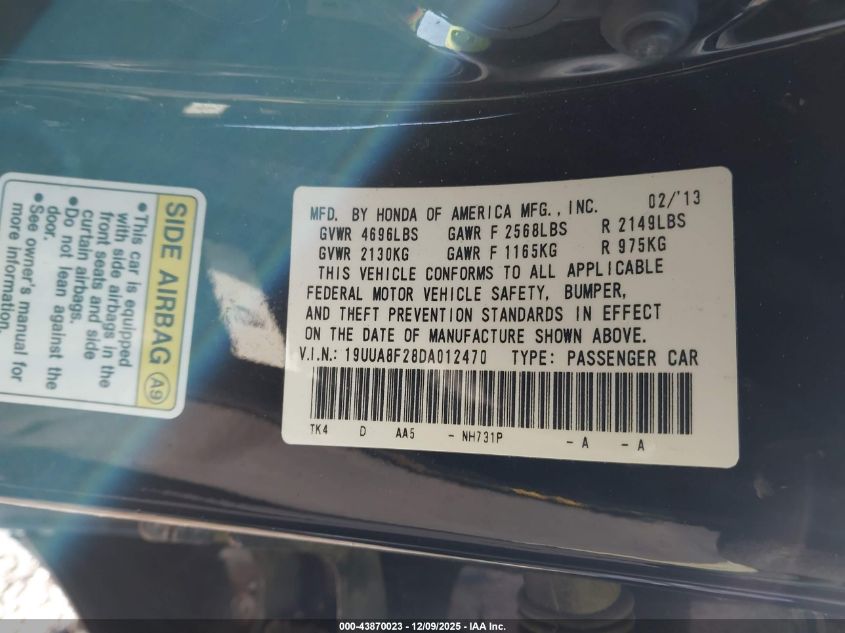 SIDE AIRBAG A9
•This car is equipped
with side airbags in the
front seats and side
curtain airbags.
•Do not lean against the
door.
•See owner's manual for
more information.
MFD. BY HONDA OF AMERICA MFG., INC. 02/'13
GVWR 4696LBS GAWR F 2568LBS R 2149LBS
GVWR 2130KG GAWR F 1165KG R 975KG
THIS VEHICLE CONFORMS TO ALL APPLICABLE
FEDERAL MOTOR VEHICLE SAFETY, BUMPER,
AND THEFT PREVENTION STANDARDS IN EFFECT
ON THE DATE OF MANUFACTURE SHOWN ABOVE.
V.I.N.: 19UUA8F28DA012470 TYPE: PASSENGER CAR
TK4 D AA5 - NH731P - A - A
000-43870023 - 12/09/2025 - IAA Inc.